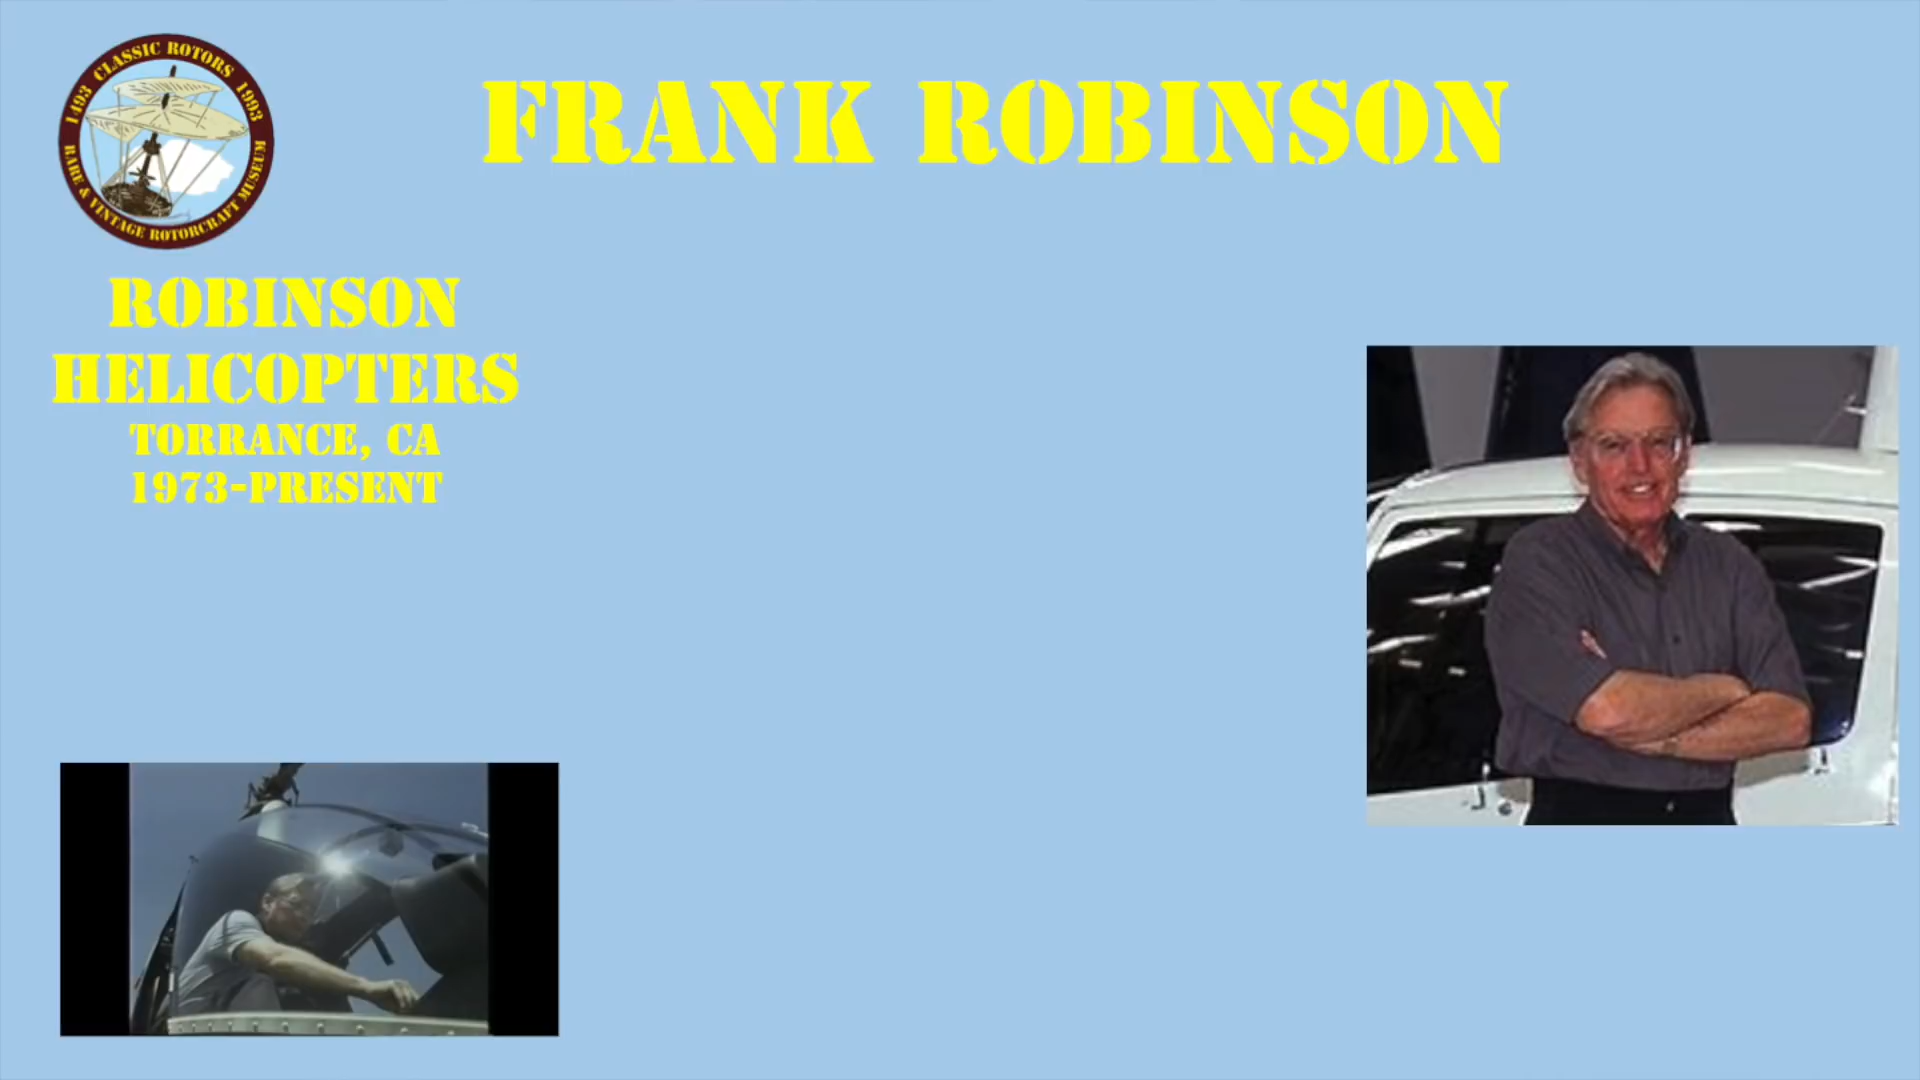 1493 CLASSIC ROTORS 1993
RARE & VINTAGE ROTORCRAFT MUSEUM
FRANK ROBINSON
ROBINSON
HELICOPTERS
TORRANCE, CA
1973-PRESENT